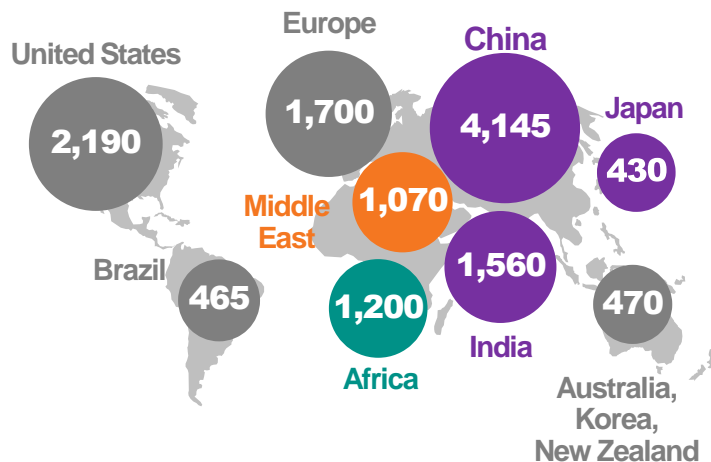 Europe
China
United States
1,700
4,145
Japan
2,190
430
Middle
East
1,070
Brazil
1,560
465
1,200
470
India
Africa
Australia,
Korea,
New Zealand